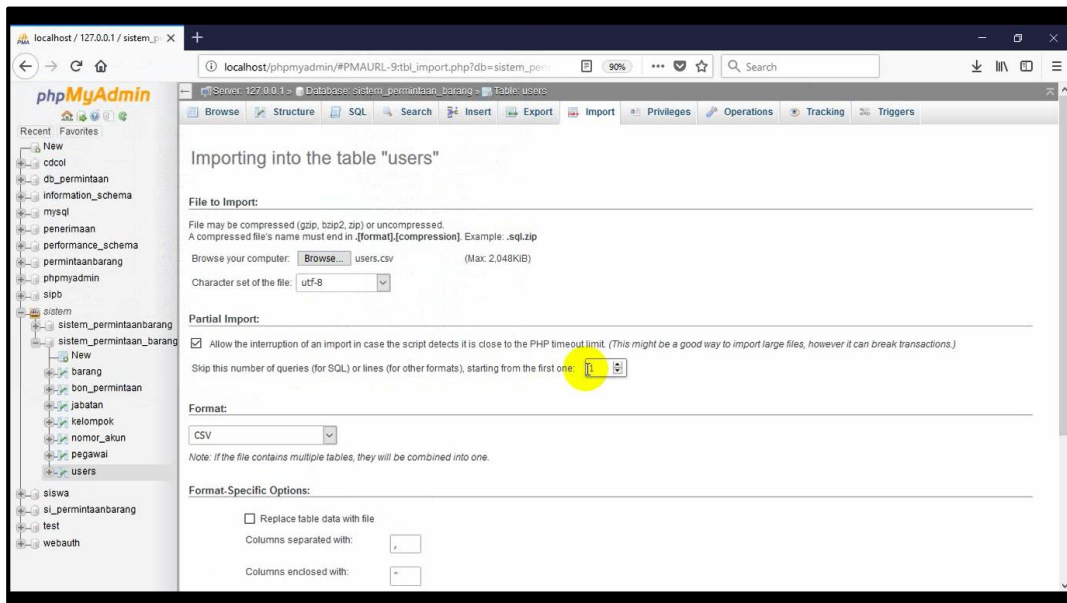 localhost / 127.0.0.1 / sistem_p
localhost/phpmyadmin/#PMAURL-9:tbl_import.php?db=sistem_perm
90%
Search
phpMyAdmin
Recent Favorites
New
cdcol
db_permintaan
information_schema
mysql
penerimaan
performance_schema
permintaanbarang
phpmyadmin
sipb
sistem
sistem_permintaanbarang
sistem_permintaan_barang
New
barang
bon_permintaan
jabatan
kelompok
nomor_akun
pegawai
users
siswa
si_permintaanbarang
test
webauth
Server: 127.0.0.1 » Database: sistem_permintaan_barang » Table: users
Browse Structure SQL Search Insert Export Import Privileges Operations Tracking Triggers
Importing into the table "users"
File to Import:
File may be compressed (gzip, bzip2, zip) or uncompressed.
A compressed file's name must end in .[format].[compression]. Example: .sql.zip
Browse your computer: Browse... users.csv (Max: 2,048KiB)
Character set of the file: utf-8
Partial Import:
Allow the interruption of an import in case the script detects it is close to the PHP timeout limit. (This might be a good way to import large files, however it can break transactions.)
Skip this number of queries (for SQL) or lines (for other formats), starting from the first one: 1
Format:
CSV
Note: If the file contains multiple tables, they will be combined into one.
Format-Specific Options:
Replace table data with file
Columns separated with: ,
Columns enclosed with: "